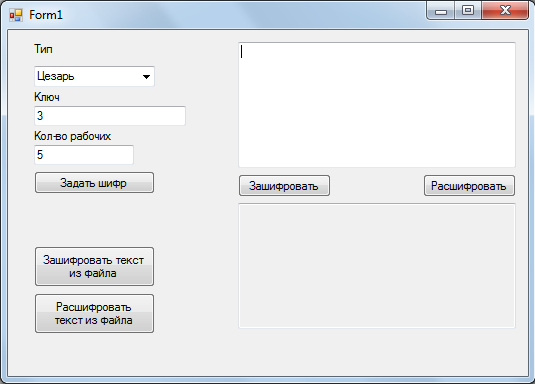 Form1
Тип
Цезарь
Ключ
3
Кол-во рабочих
5
Задать шифр
Зашифровать
Расшифровать
Зашифровать текст
из файла
Расшифровать
текст из файла